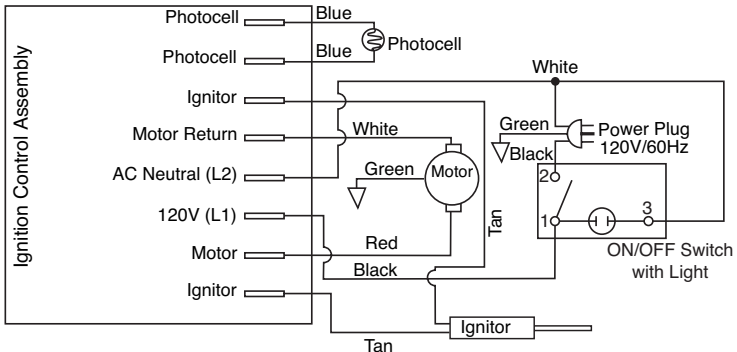 Ignition Control Assembly
Photocell
Blue
Photocell
Blue
Photocell
Ignitor
Motor Return
White
AC Neutral (L2)
Green
Motor
120V (L1)
Motor
Red
Black
Ignitor
Tan
Tan
Ignitor
White
Green
Power Plug
120V/60Hz
Black
2
1
3
ON/OFF Switch
with Light